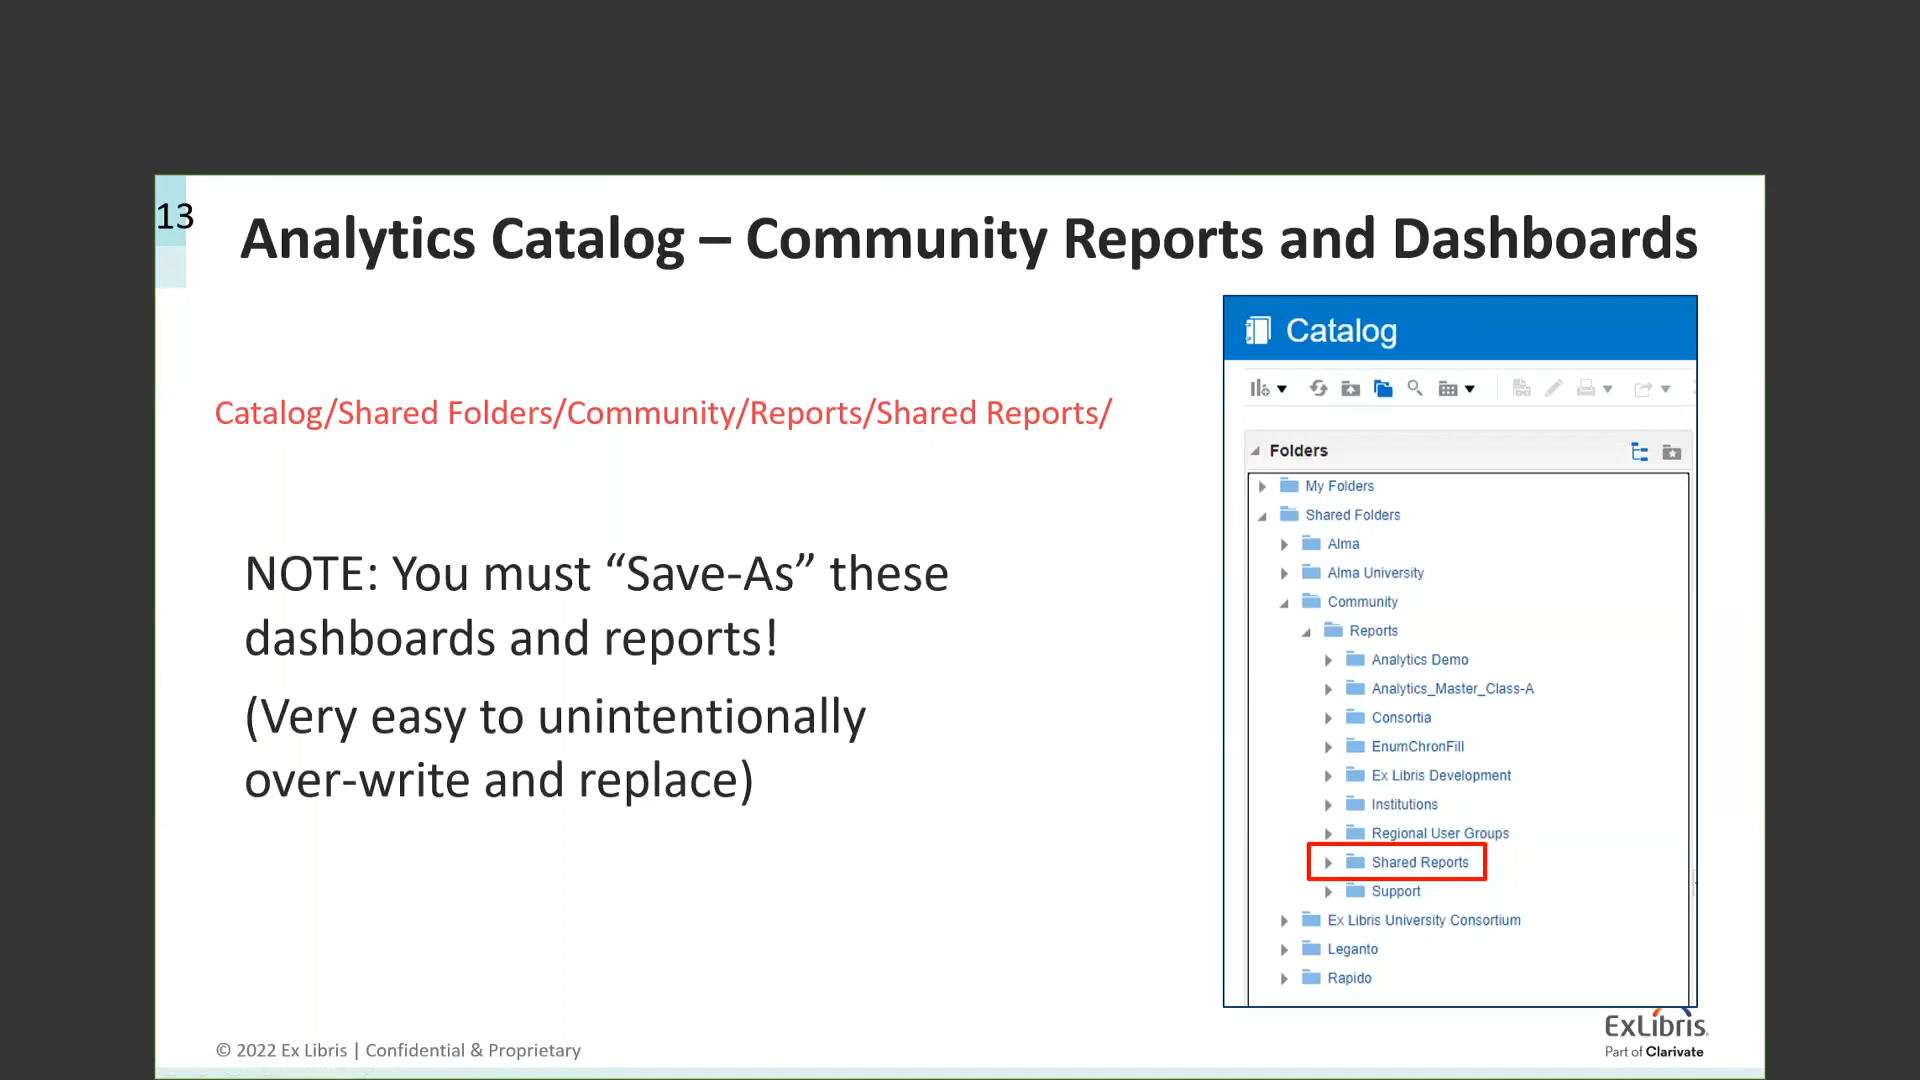 13
Analytics Catalog – Community Reports and Dashboards
Catalog/Shared Folders/Community/Reports/Shared Reports/
NOTE: You must “Save-As” these
dashboards and reports!
(Very easy to unintentionally
over-write and replace)
Catalog
Folders
My Folders
Shared Folders
Alma
Alma University
Community
Reports
Analytics Demo
Analytics_Master_Class-A
Consortia
EnumChronFill
Ex Libris Development
Institutions
Regional User Groups
Shared Reports
Support
Ex Libris University Consortium
Leganto
Rapido
© 2022 Ex Libris | Confidential & Proprietary
ExLibris
Part of Clarivate